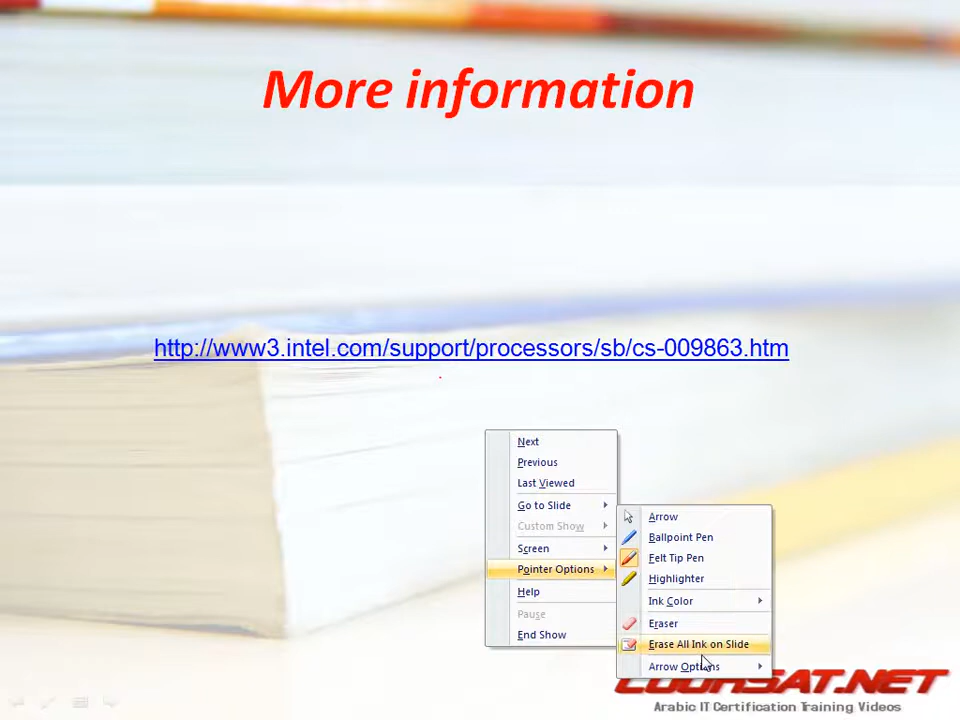 More information
http://www3.intel.com/support/processors/sb/cs-009863.htm
Next
Previous
Last Viewed
Go to Slide
Custom Show
Screen
Pointer Options
Help
Pause
End Show
Arrow
Ballpoint Pen
Felt Tip Pen
Highlighter
Ink Color
Eraser
Erase All Ink on Slide
Arrow Options
COURSAT.NET
Arabic IT Certification Training Videos